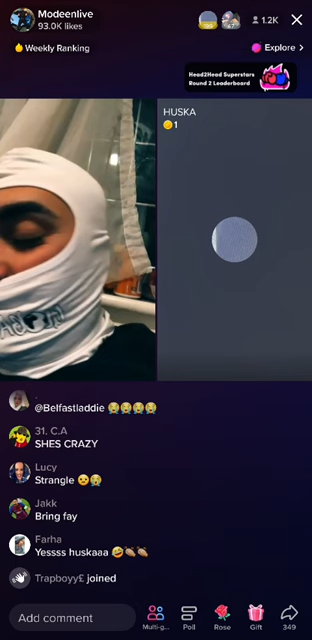 Modeenlive
93.0K likes
1.2K
Weekly Ranking
Explore >
Head2Head Superstars
Round 2 Leaderboard
HUSKA
1
.
@Belfastladdie 😭😭😭😭
31. C.A
SHES CRAZY
Lucy
Strangle 😮😭
Jakk
Bring fay
Farha
Yessss huskaaa 🤣👏🏽👏🏽
Trapboyy£ joined
Add comment
Multi-g...
Poll
Rose
Gift
349